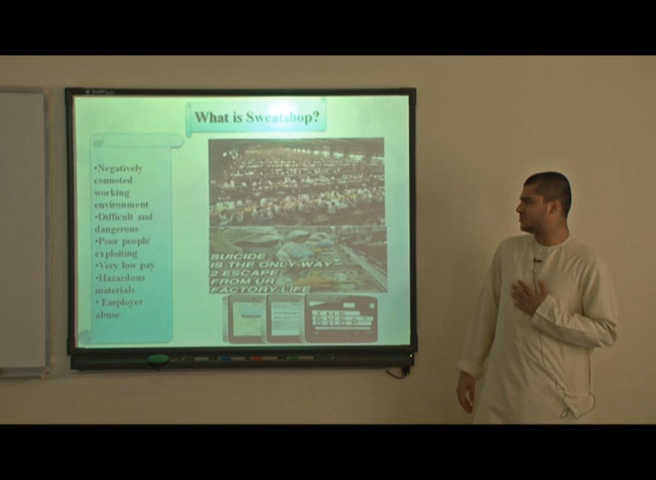 What is Sweatshop?
•Negatively
connoted
working
environment
•Difficult and
dangerous
•Poor people
exploiting
•Very low pay
•Hazardous
materials
• Employer
abuse
SUICIDE
IS THE ONLY WAY
2 ESCAPE
FROM UR
FACTORY LIFE